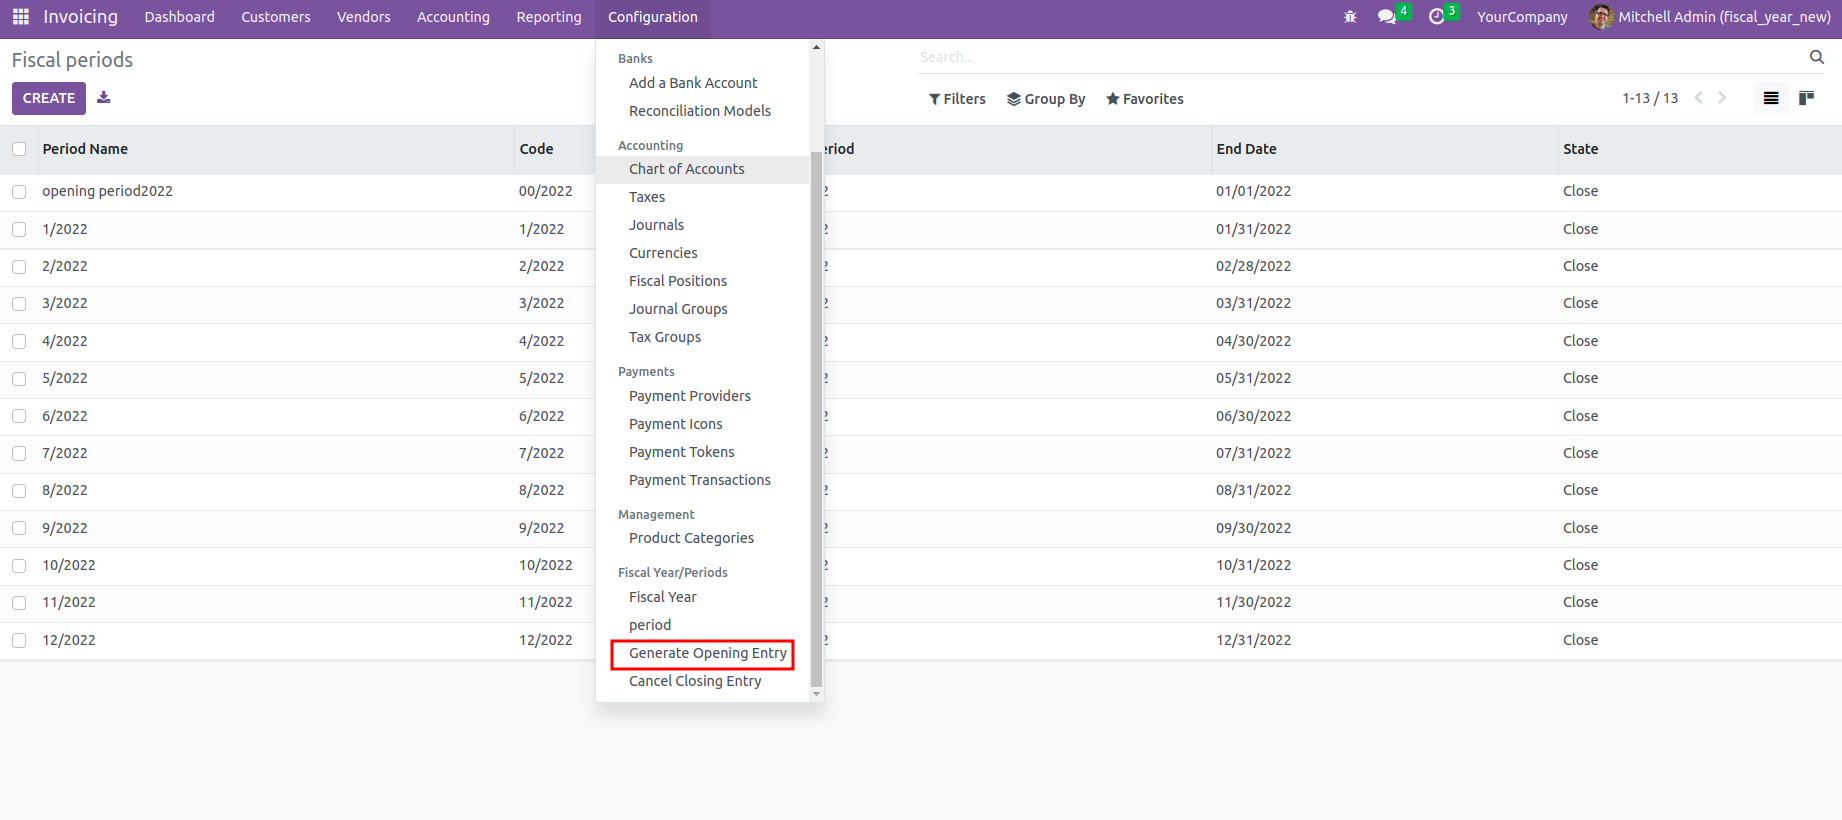 Invoicing Dashboard Customers Vendors Accounting Reporting Configuration 4 3 YourCompany Mitchell Admin (fiscal_year_new)
Fiscal periods
Search...
CREATE
Filters Group By Favorites 1-13 / 13
Banks
Add a Bank Account
Reconciliation Models
Accounting
Chart of Accounts
Taxes
Journals
Currencies
Fiscal Positions
Journal Groups
Tax Groups
Payments
Payment Providers
Payment Icons
Payment Tokens
Payment Transactions
Management
Product Categories
Fiscal Year/Periods
Fiscal Year
period
Generate Opening Entry
Cancel Closing Entry
Period Name Code End Date State
opening period2022 00/2022 2 01/01/2022 Close
1/2022 1/2022 2 01/31/2022 Close
2/2022 2/2022 2 02/28/2022 Close
3/2022 3/2022 2 03/31/2022 Close
4/2022 4/2022 2 04/30/2022 Close
5/2022 5/2022 2 05/31/2022 Close
6/2022 6/2022 2 06/30/2022 Close
7/2022 7/2022 2 07/31/2022 Close
8/2022 8/2022 2 08/31/2022 Close
9/2022 9/2022 2 09/30/2022 Close
10/2022 10/2022 2 10/31/2022 Close
11/2022 11/2022 2 11/30/2022 Close
12/2022 12/2022 2 12/31/2022 Close